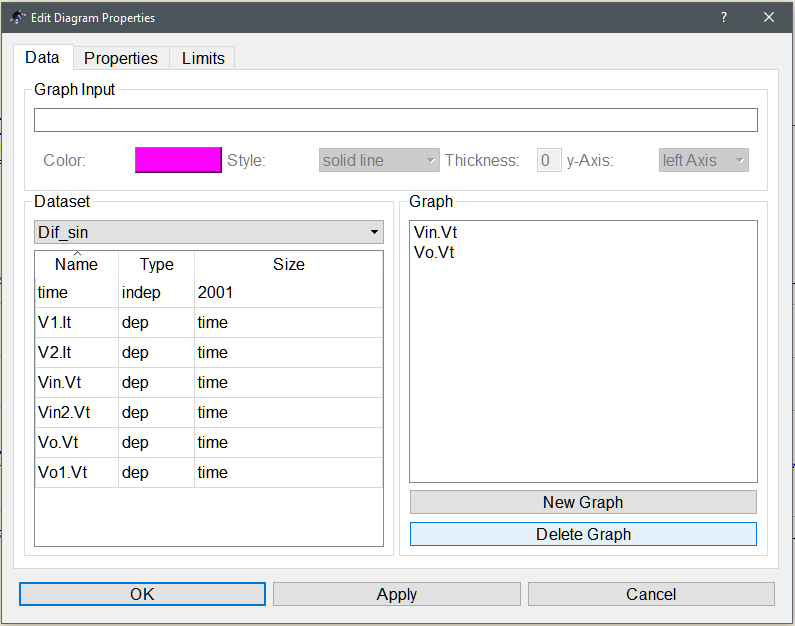 Edit Diagram Properties
?
Data Properties Limits
Graph Input
Color: Style: solid line Thickness: 0 y-Axis: left Axis
Dataset
Dif_sin
Name Type Size
time indep 2001
V1.It dep time
V2.It dep time
Vin.Vt dep time
Vin2.Vt dep time
Vo.Vt dep time
Vo1.Vt dep time
Graph
Vin.Vt
Vo.Vt
New Graph
Delete Graph
OK Apply Cancel